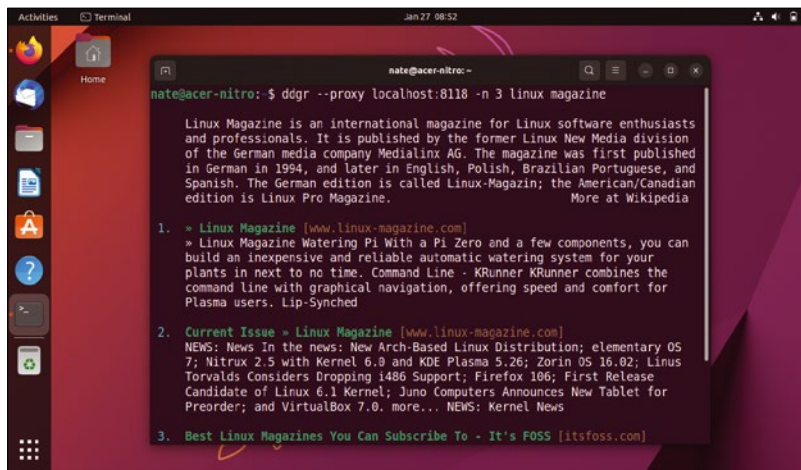 Activities Terminal Jan 27 08:52
Home
nate@acer-nitro: ~
nate@acer-nitro:~$ ddgr --proxy localhost:8118 -n 3 linux magazine
Linux Magazine is an international magazine for Linux software enthusiasts
and professionals. It is published by the former Linux New Media division
of the German media company Medialinx AG. The magazine was first published
in German in 1994, and later in English, Polish, Brazilian Portuguese, and
Spanish. The German edition is called Linux-Magazin; the American/Canadian
edition is Linux Pro Magazine. More at Wikipedia
1. » Linux Magazine [www.linux-magazine.com]
» Linux Magazine Watering Pi With a Pi Zero and a few components, you can
build an inexpensive and reliable automatic watering system for your
plants in next to no time. Command Line - KRunner KRunner combines the
command line with graphical navigation, offering speed and comfort for
Plasma users. Lip-Synched
2. Current Issue » Linux Magazine [www.linux-magazine.com]
NEWS: News In the news: New Arch-Based Linux Distribution; elementary OS
7; Nitrux 2.5 with Kernel 6.0 and KDE Plasma 5.26; Zorin OS 16.02; Linus
Torvalds Considers Dropping i486 Support; Firefox 106; First Release
Candidate of Linux 6.1 Kernel; Juno Computers Announces New Tablet for
Preorder; and VirtualBox 7.0. more... NEWS: Kernel News
3. Best Linux Magazines You Can Subscribe To - It's FOSS [itsfoss.com]